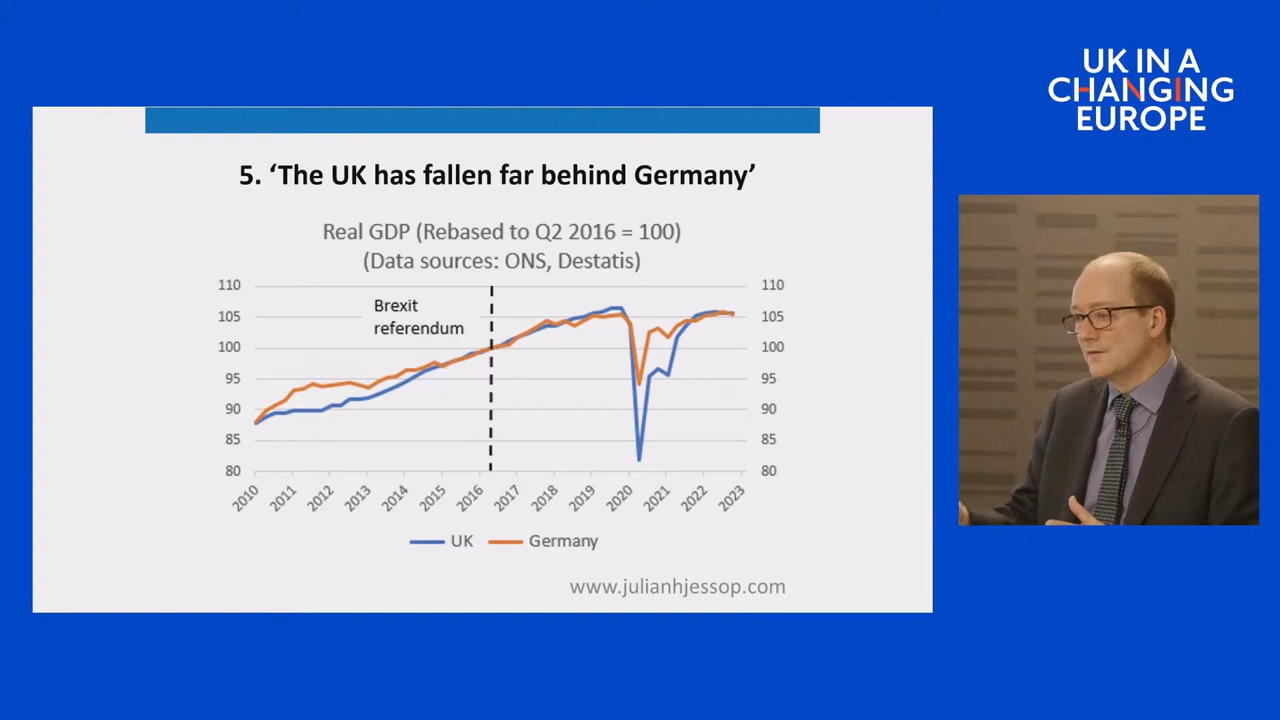 UK IN A
CHANGING
EUROPE
5. ‘The UK has fallen far behind Germany’
Real GDP (Rebased to Q2 2016 = 100)
(Data sources: ONS, Destatis)
Brexit
referendum
110 110
105 105
100 100
95 95
90 90
85 85
80 80
2010 2011 2012 2013 2014 2015 2016 2017 2018 2019 2020 2021 2022 2023
UK Germany
www.julianhjessop.com